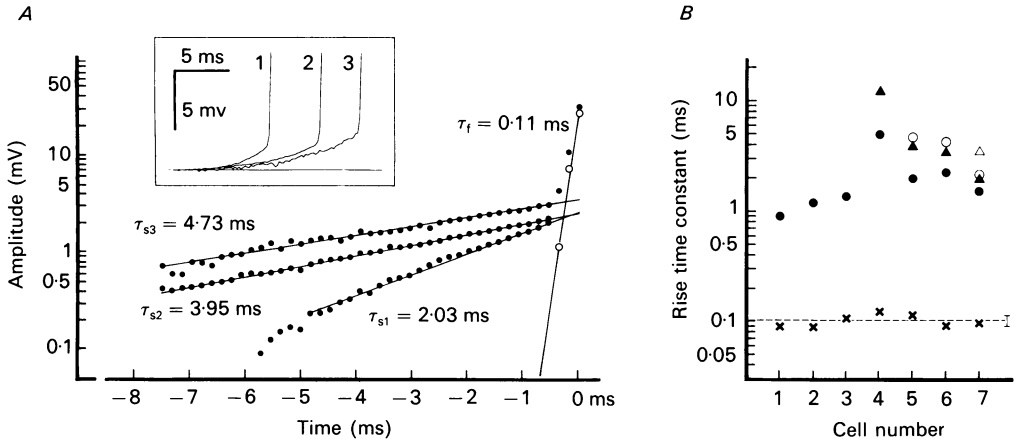 A
B
5 ms
1 2 3
5 mv
Amplitude (mV)
50
10
5
1
0·5
0·1
τf = 0·11 ms
τs3 = 4·73 ms
τs2 = 3·95 ms
τs1 = 2·03 ms
−8 −7 −6 −5 −4 −3 −2 −1 0 ms
Time (ms)
Rise time constant (ms)
10
5
1
0·5
0·1
0·05
1 2 3 4 5 6 7
Cell number